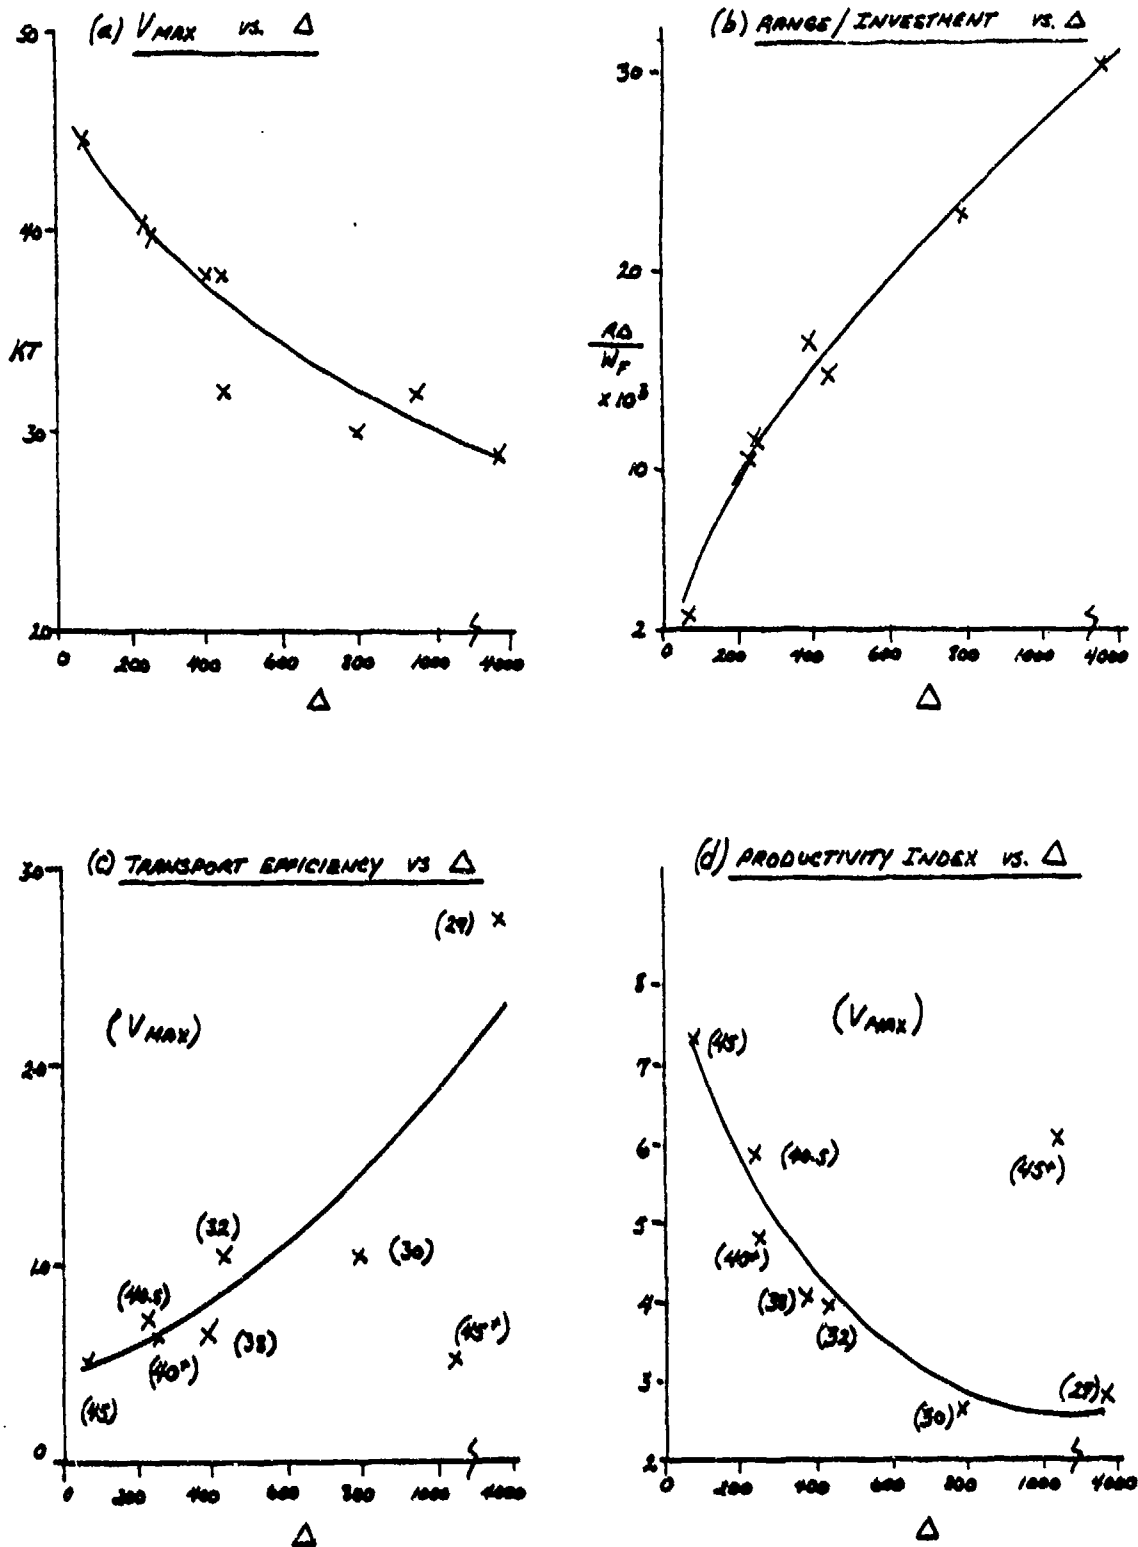 (a) VMAX vs. Δ
50
40
KT
30
20
0 200 400 600 800 1000 4000
Δ
(b) RANGE/INVESTMENT vs. Δ
30
20
RΔ
WF
x 10³
10
2
0 200 400 600 800 1000 4000
Δ
(c) TRANSPORT EFFICIENCY vs Δ
30
(29)
(VMAX)
20
(32)
10
(30)
(40.5)
(45*)
(38)
(40*)
(45)
0
0 200 400 600 800 1000 4000
Δ
(d) PRODUCTIVITY INDEX vs. Δ
8
(VMAX)
7
(45)
6
(40.5)
(45*)
5
(40*)
4
(38)
(32)
3
(29)
(30)
2
0 200 400 600 800 1000 4000
Δ